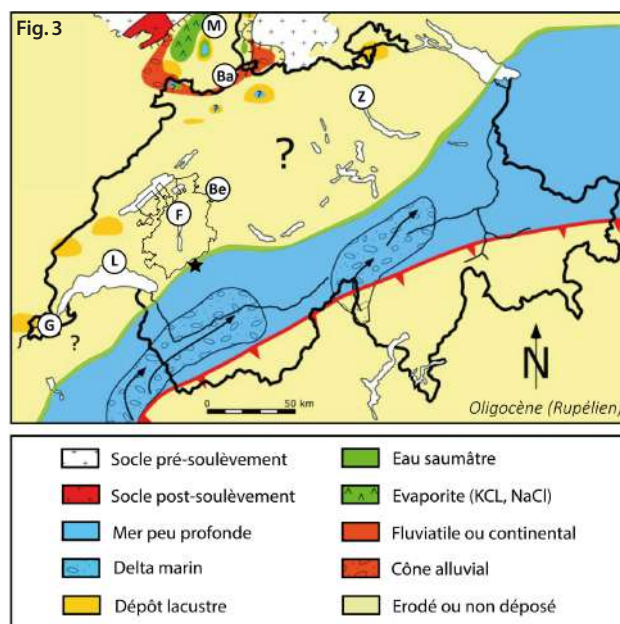 Fig. 3
M
Ba
?
?
?
Z
?
Be
F
L
G
?
N
0 50 km
Oligocène (Rupélien)
Socle pré-soulèvement
Socle post-soulèvement
Mer peu profonde
Delta marin
Dépôt lacustre
Eau saumâtre
Evaporite (KCL, NaCl)
Fluviatile ou continental
Cône alluvial
Erodé ou non déposé